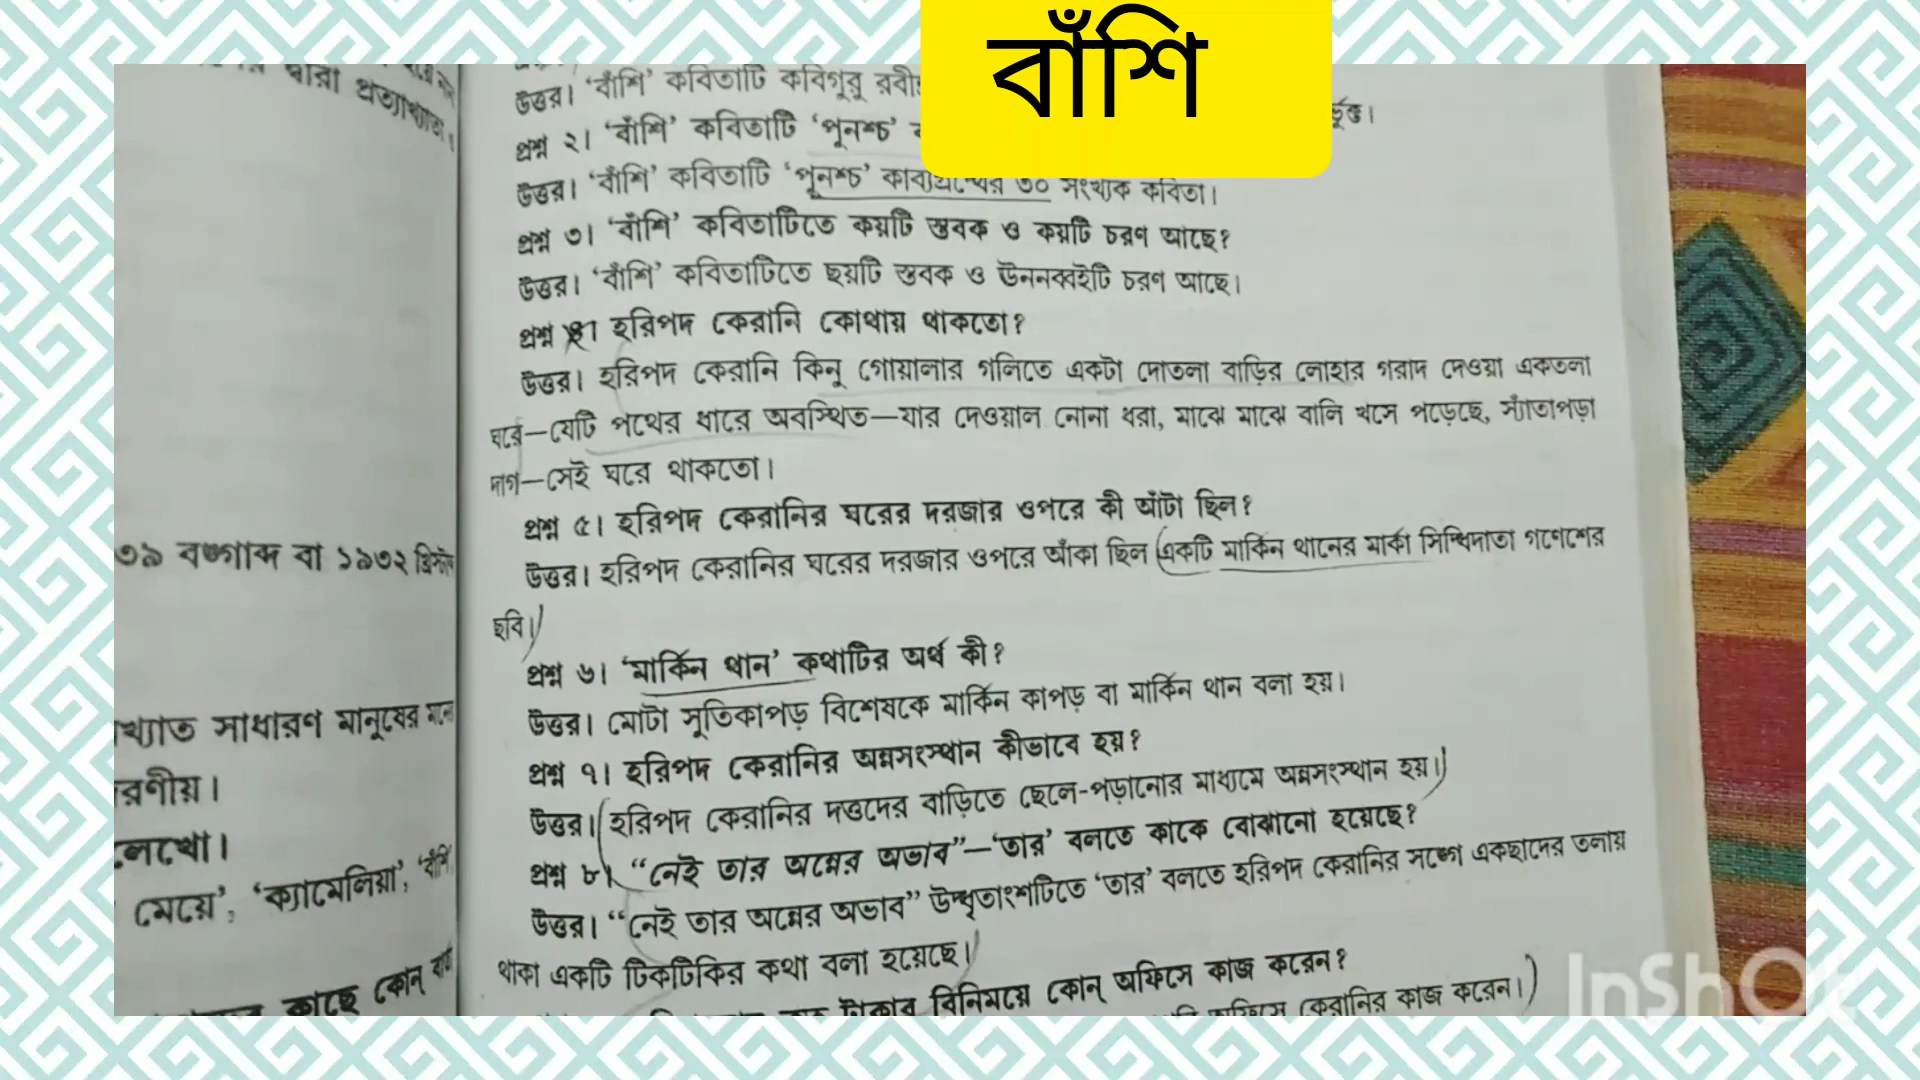 বাঁশি
দ্বারা প্রত্যাখ্যাতা।
উত্তর। ‘বাঁশি’ কবিতাটি কবিগুরু
প্রশ্ন ২। ‘বাঁশি’ কবিতাটি ‘পুনশ্চ’
উত্তর। ‘বাঁশি’ কবিতাটি ‘পুনশ্চ’ কাব্যগ্রন্থের ৩০ সংখ্যক কবিতা।
প্রশ্ন ৩। ‘বাঁশি’ কবিতাটিতে কয়টি স্তবক ও কয়টি চরণ আছে?
উত্তর। ‘বাঁশি’ কবিতাটিতে ছয়টি স্তবক ও ঊননব্বইটি চরণ আছে।
প্রশ্ন ৪। হরিপদ কেরানি কোথায় থাকতো?
উত্তর। হরিপদ কেরানি কিনু গোয়ালার গলিতে একটা দোতলা বাড়ির লোহার গরাদ দেওয়া একতলা
ঘরে—যেটি পথের ধারে অবস্থিত—যার দেওয়াল নোনা ধরা, মাঝে মাঝে বালি খসে পড়েছে, স্যাঁতাপড়া
দাগ—সেই ঘরে থাকতো।
প্রশ্ন ৫। হরিপদ কেরানির ঘরের দরজার ওপরে কী আঁটা ছিল?
উত্তর। হরিপদ কেরানির ঘরের দরজার ওপরে আঁকা ছিল একটি মার্কিন থানের মার্কা সিদ্ধিদাতা গণেশের
ছবি।
প্রশ্ন ৬। ‘মার্কিন থান’ কথাটির অর্থ কী?
উত্তর। মোটা সুতিকাপড় বিশেষকে মার্কিন কাপড় বা মার্কিন থান বলা হয়।
প্রশ্ন ৭। হরিপদ কেরানির অন্নসংস্থান কীভাবে হয়?
উত্তর। হরিপদ কেরানির দত্তদের বাড়িতে ছেলে-পড়ানোর মাধ্যমে অন্নসংস্থান হয়।
প্রশ্ন ৮। “নেই তার অন্নের অভাব”—‘তার’ বলতে কাকে বোঝানো হয়েছে?
উত্তর। “নেই তার অন্নের অভাব” উদ্ধৃতাংশটিতে ‘তার’ বলতে হরিপদ কেরানির সঙ্গে একছাদের তলায়
থাকা একটি টিকটিকির কথা বলা হয়েছে।
টাকার বিনিময়ে কোন্ অফিসে কাজ করেন?
অফিসে কেরানির কাজ করেন।
৩৯ বঙ্গাব্দ বা ১৯৩২
সাধারণ মানুষের
মেয়ে’, ‘ক্যামেলিয়া’, ‘বাঁশি’
কাছে কোন্
InShOt